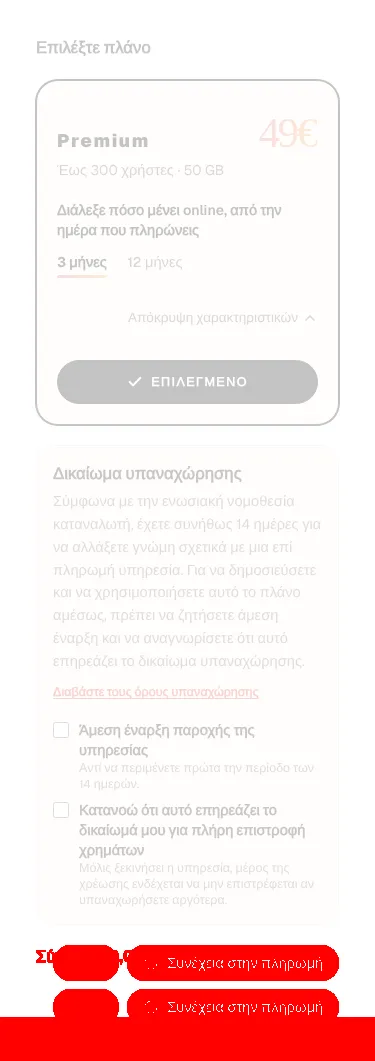 Επιλέξτε πλάνο
Premium
49€
Έως 300 χρήστες · 50 GB
Διάλεξε πόσο μένει online, από την
ημέρα που πληρώνεις
3 μήνες 12 μήνες
Απόκρυψη χαρακτηριστικών
ΕΠΙΛΕΓΜΕΝΟ
Δικαίωμα υπαναχώρησης
Σύμφωνα με την ενωσιακή νομοθεσία
καταναλωτή, έχετε συνήθως 14 ημέρες για
να αλλάξετε γνώμη σχετικά με μια επί
πληρωμή υπηρεσία. Για να δημοσιεύσετε
και να χρησιμοποιήσετε αυτό το πλάνο
αμέσως, πρέπει να ζητήσετε άμεση
έναρξη και να αναγνωρίσετε ότι αυτό
επηρεάζει το δικαίωμα υπαναχώρησης.
Διαβάστε τους όρους υπαναχώρησης
Άμεση έναρξη παροχής της
υπηρεσίας
Αντί να περιμένετε πρώτα την περίοδο των
14 ημερών.
Κατανοώ ότι αυτό επηρεάζει το
δικαίωμά μου για πλήρη επιστροφή
χρημάτων
Μόλις ξεκινήσει η υπηρεσία, μέρος της
χρέωσης ενδέχεται να μην επιστρέφεται αν
υπαναχωρήσετε αργότερα.
Συνέχεια στην πληρωμή
Συνέχεια στην πληρωμή